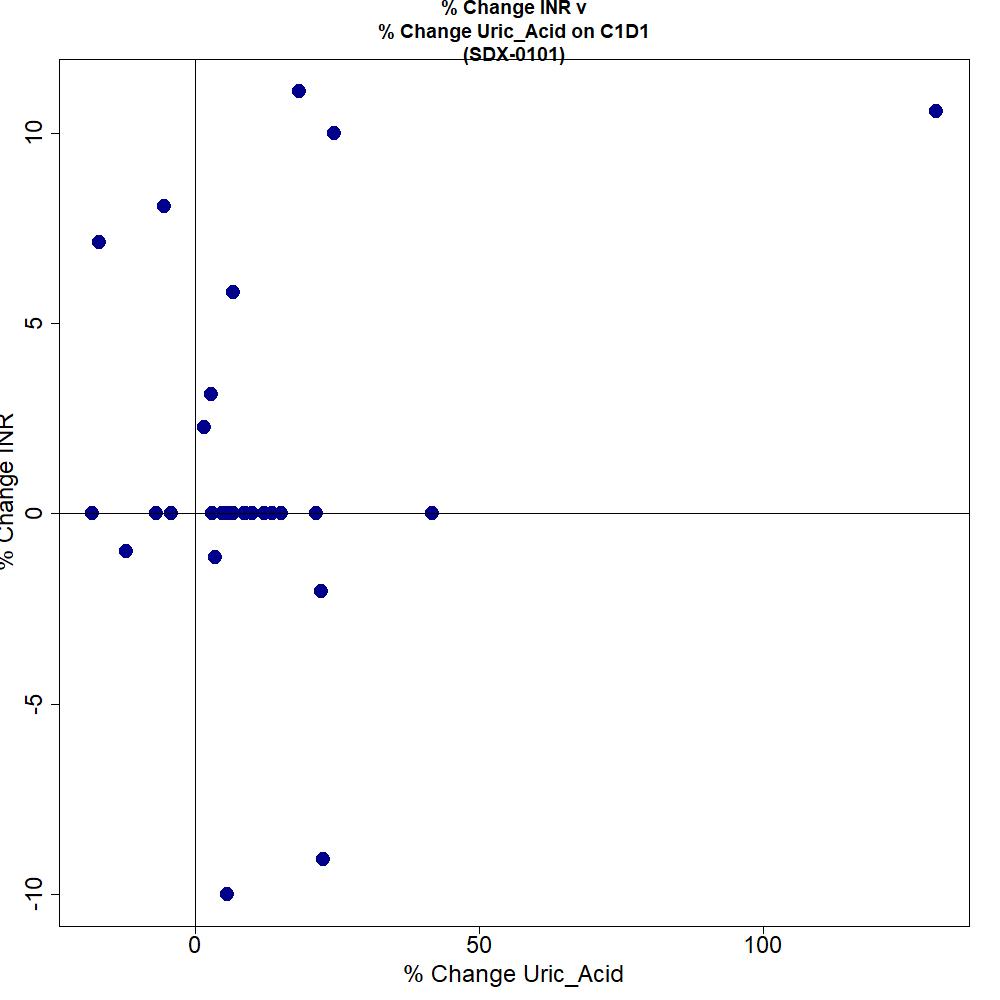 % Change INR v
% Change Uric_Acid on C1D1
(SDX-0101)
% Change INR
10
5
0
-5
-10
0
50
100
% Change Uric_Acid